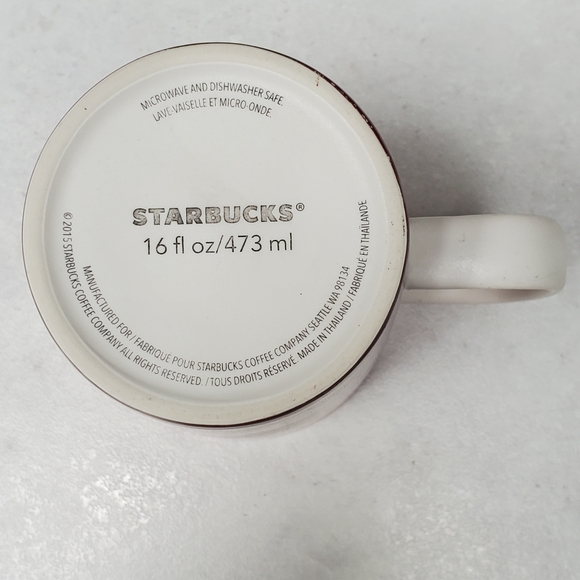 MICROWAVE AND DISHWASHER SAFE.
LAVE-VAISELLE ET MICRO-ONDE.
STARBUCKS®
16 fl oz/473 ml
© 2015 STARBUCKS COFFEE COMPANY ALL RIGHTS RESERVED. / TOUS DROITS RÉSERVÉ. MADE IN THAILAND / FABRIQUÉ EN THAÏLANDE
MANUFACTURED FOR / FABRIQUÉ POUR STARBUCKS COFFEE COMPANY SEATTLE WA 98134